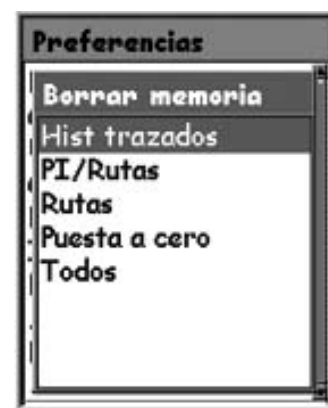 Preferencias
Borrar memoria
Hist trazados
PI/Rutas
Rutas
Puesta a cero
Todos